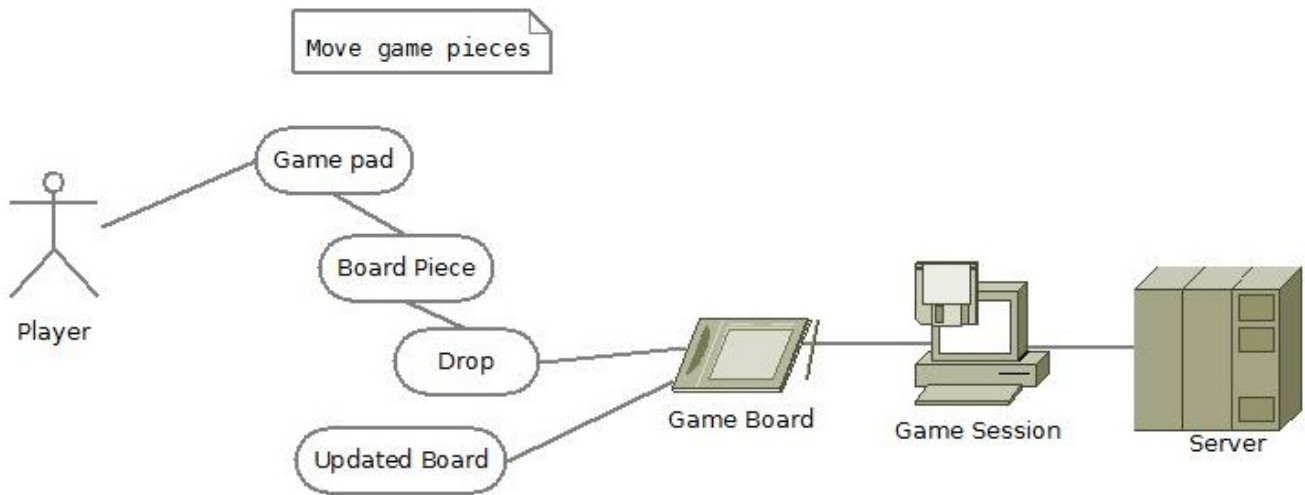 Move game pieces
Game pad
Board Piece
Player
Drop
Game Board
Game Session
Server
Updated Board